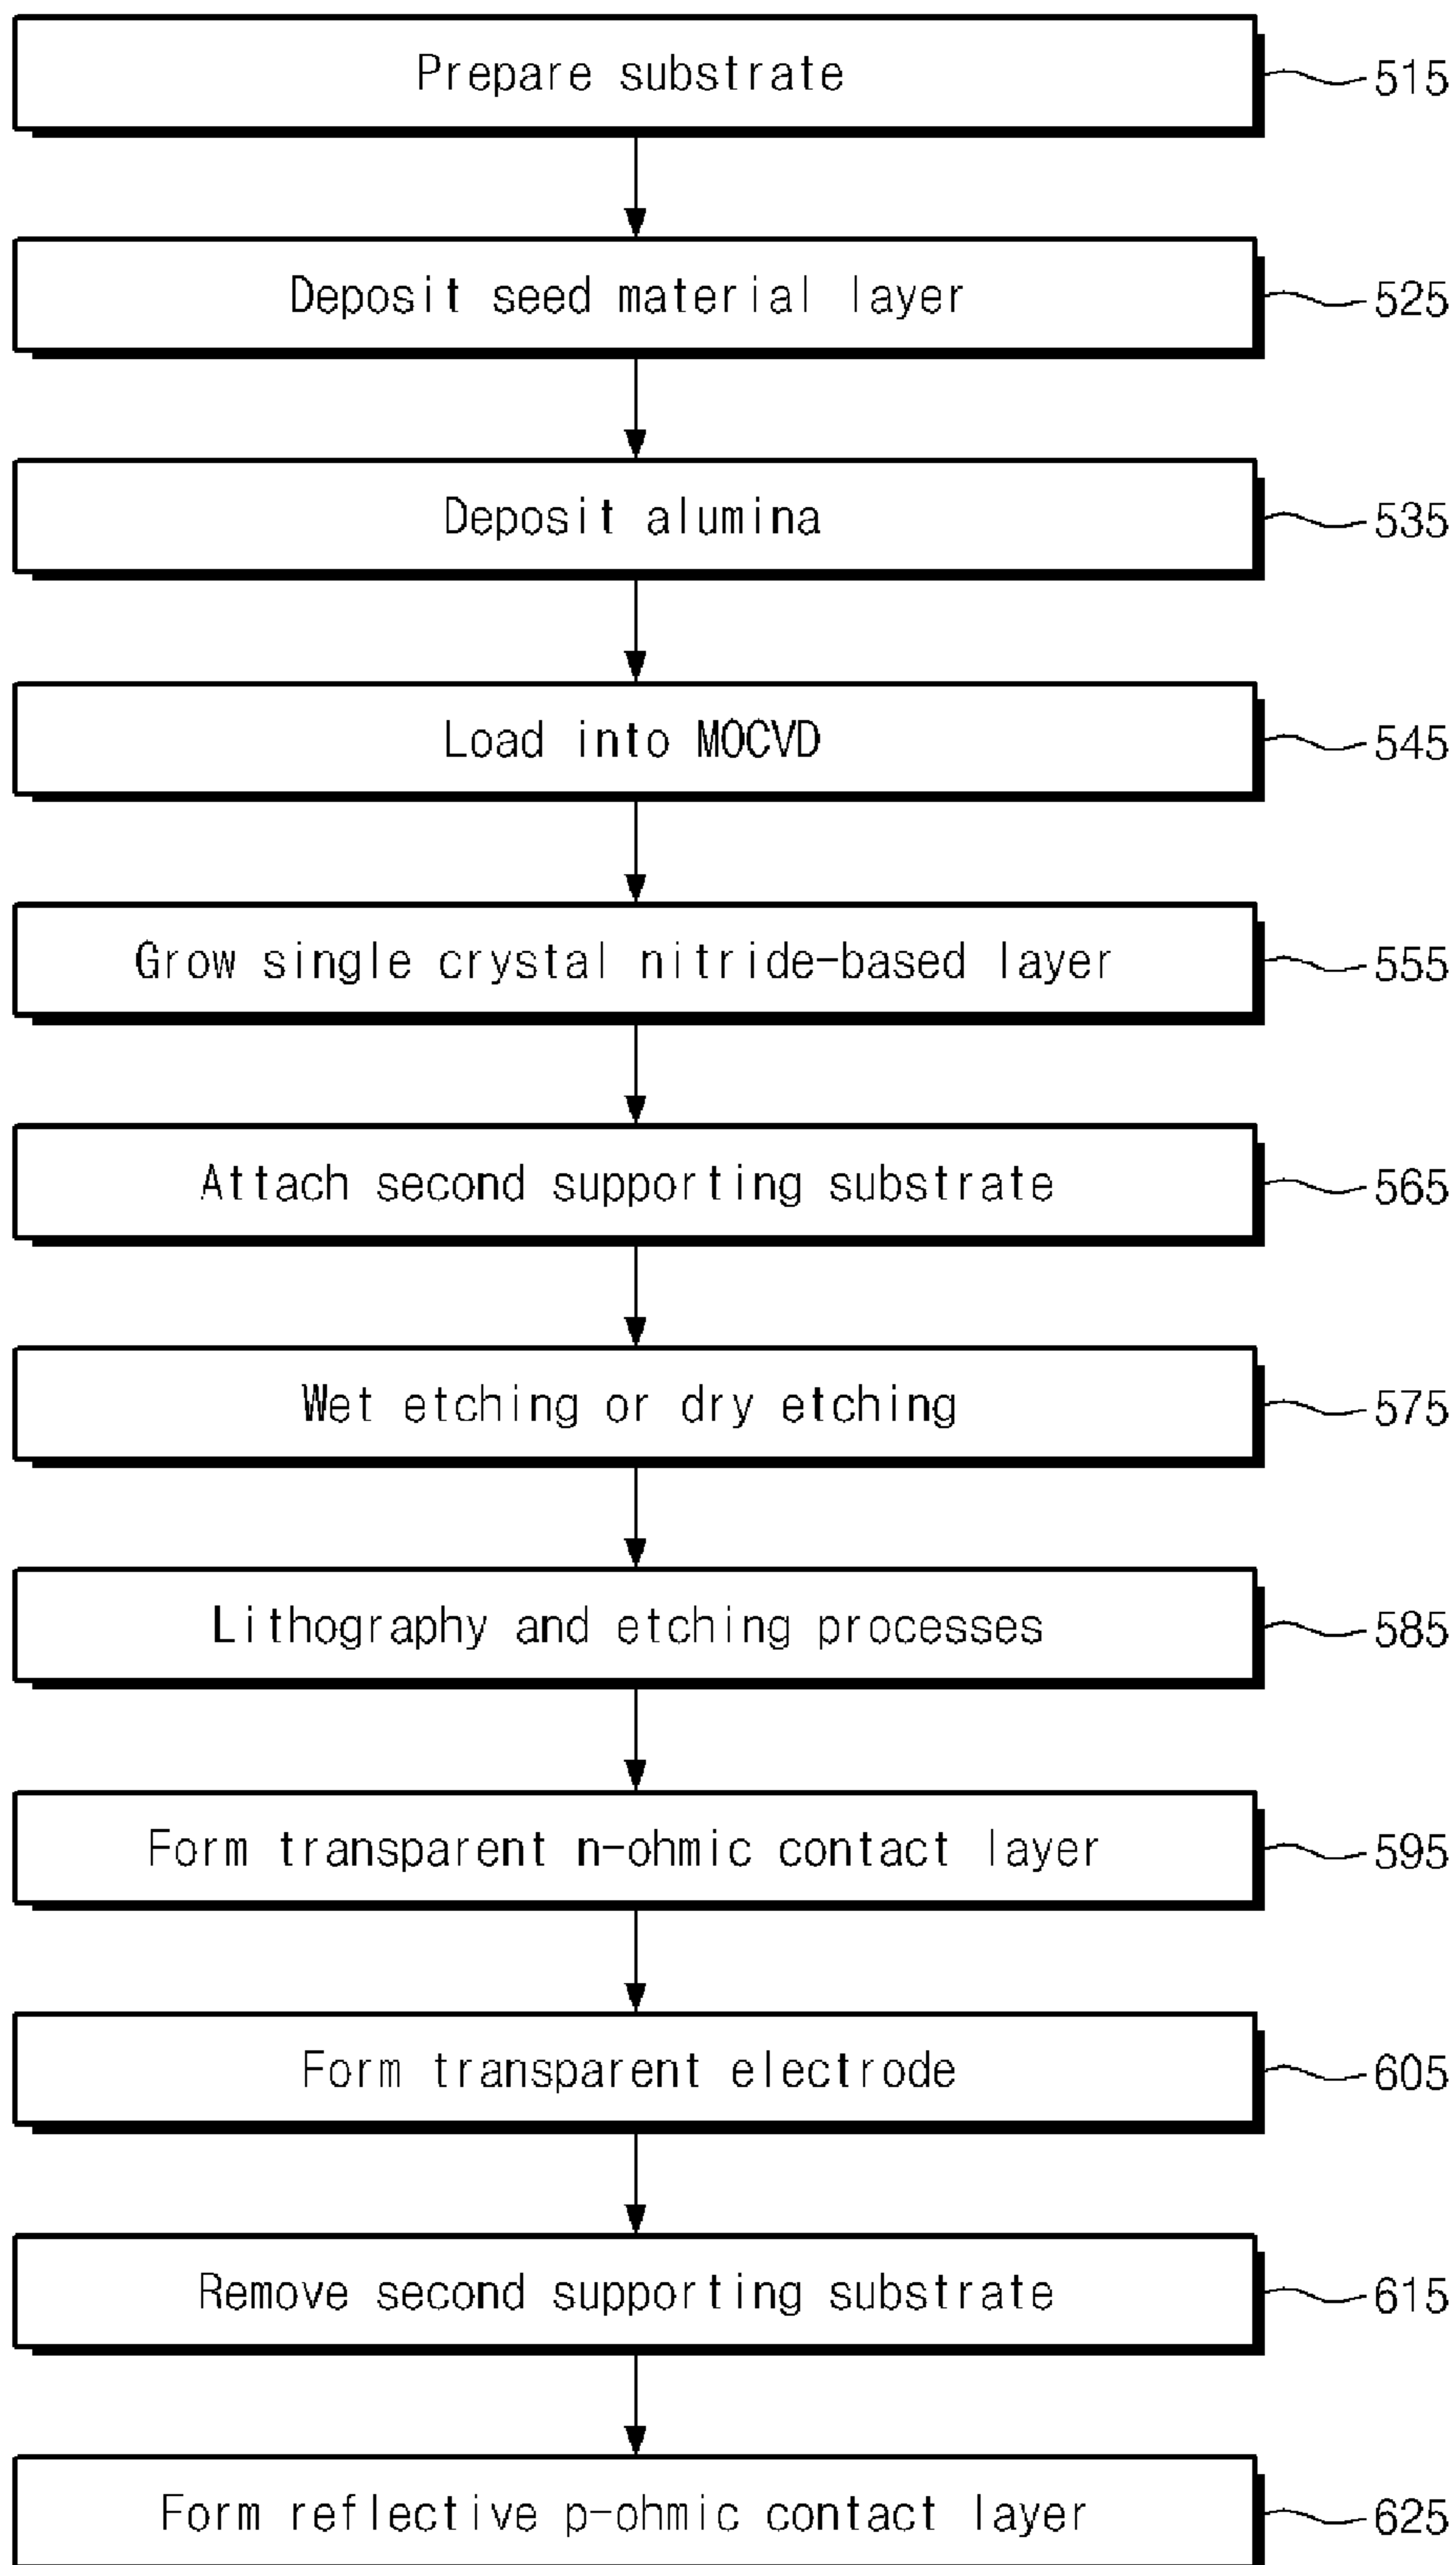 Prepare substrate 515
Deposit seed material layer 525
Deposit alumina 535
Load into MOCVD 545
Grow single crystal nitride-based layer 555
Attach second supporting substrate 565
Wet etching or dry etching 575
Lithography and etching processes 585
Form transparent n-ohmic contact layer 595
Form transparent electrode 605
Remove second supporting substrate 615
Form reflective p-ohmic contact layer 625